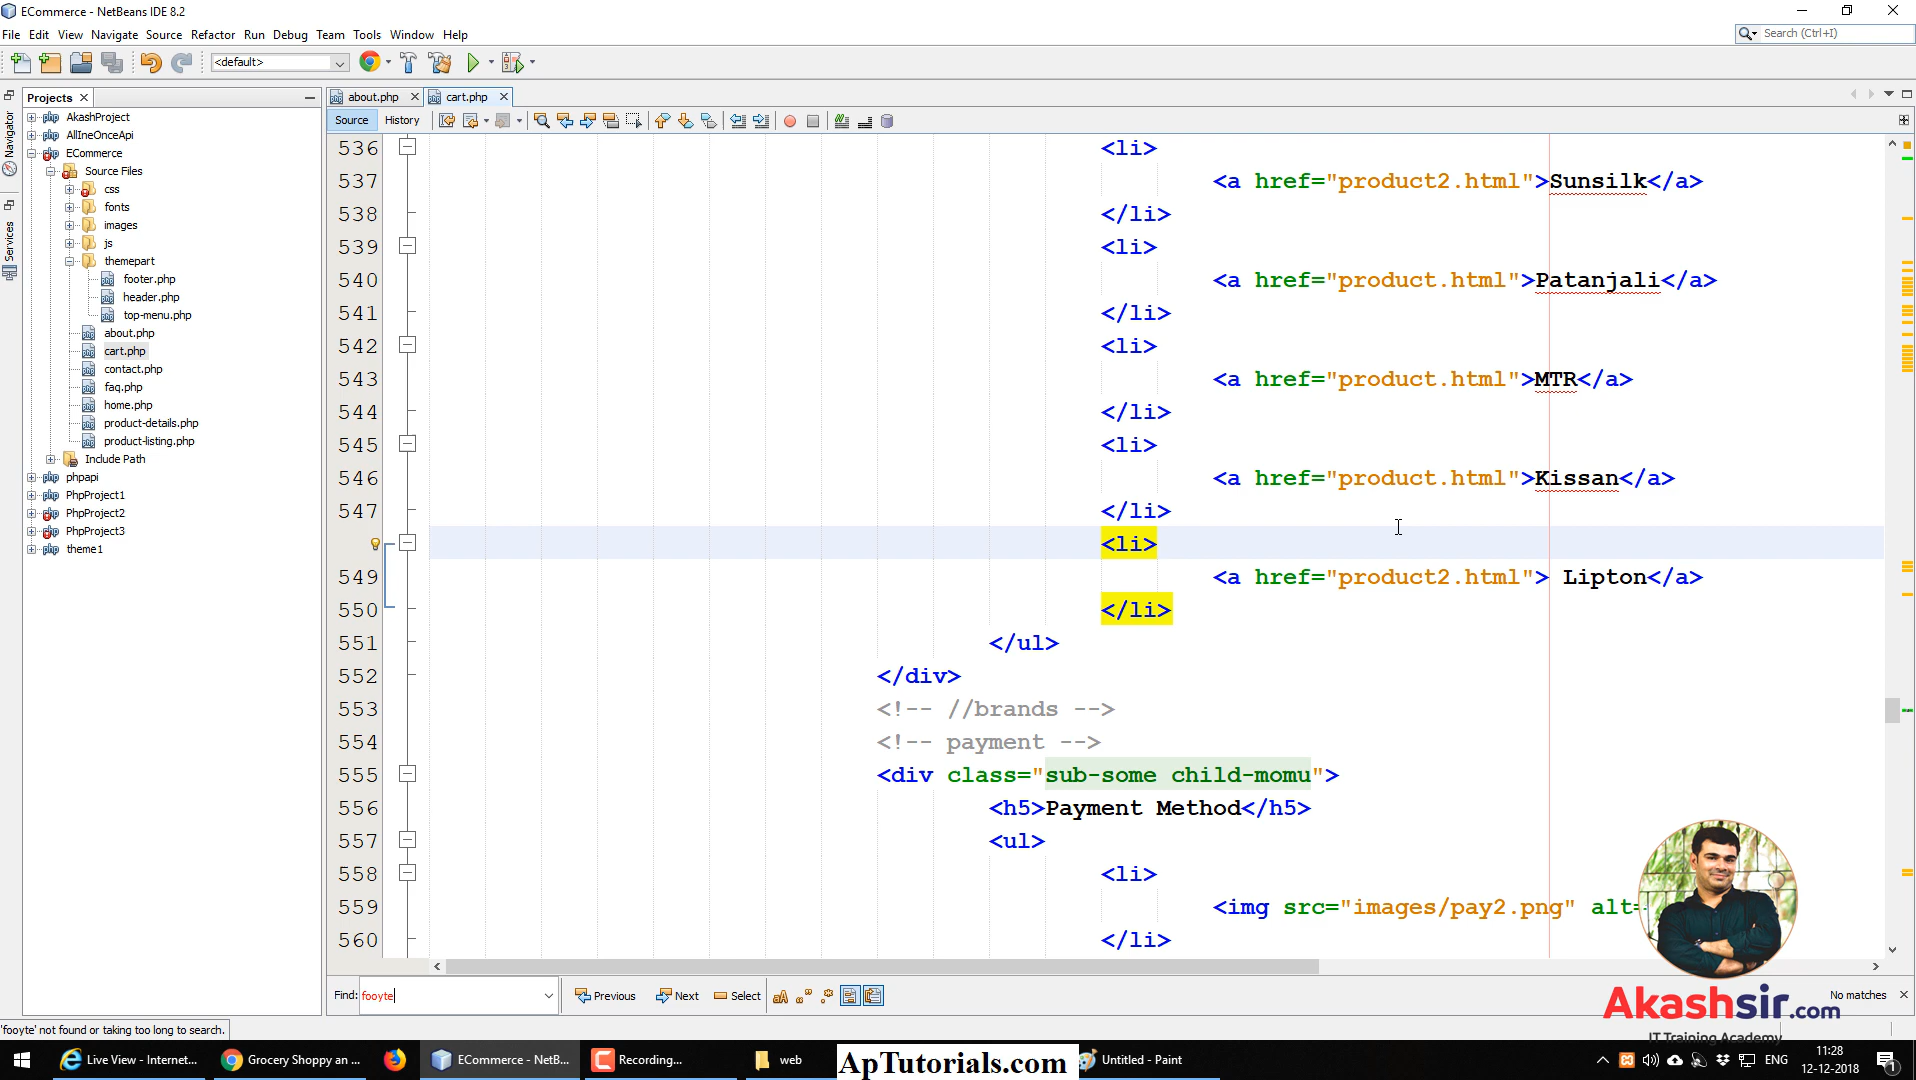 ECommerce - NetBeans IDE 8.2
File Edit View Navigate Source Refactor Run Debug Team Tools Window Help
Search (Ctrl+I)
<default>
Projects
about.php
cart.php
Navigator
Services
AkashProject
AllIneOnceApi
ECommerce
Source Files
css
fonts
images
js
themepart
footer.php
header.php
top-menu.php
about.php
cart.php
contact.php
faq.php
home.php
product-details.php
product-listing.php
Include Path
phpapi
PhpProject1
PhpProject2
PhpProject3
theme1
Source History
536 <li>
537 <a href="product2.html">Sunsilk</a>
538 </li>
539 <li>
540 <a href="product.html">Patanjali</a>
541 </li>
542 <li>
543 <a href="product.html">MTR</a>
544 </li>
545 <li>
546 <a href="product.html">Kissan</a>
547 </li>
<li>
549 <a href="product2.html"> Lipton</a>
550 </li>
551 </ul>
552 </div>
553 <!-- //brands -->
554 <!-- payment -->
555 <div class="sub-some child-momu">
556 <h5>Payment Method</h5>
557 <ul>
558 <li>
559 <img src="images/pay2.png" alt=
560 </li>
Find: fooyte
Previous Next Select
No matches
'fooyte' not found or taking too long to search.
Akashsir.com
IT Training Academy
Live View - Internet...
Grocery Shoppy an ...
ECommerce - NetB...
Recording...
web
ApTutorials.com
Untitled - Paint
ENG
11:28
12-12-2018
1